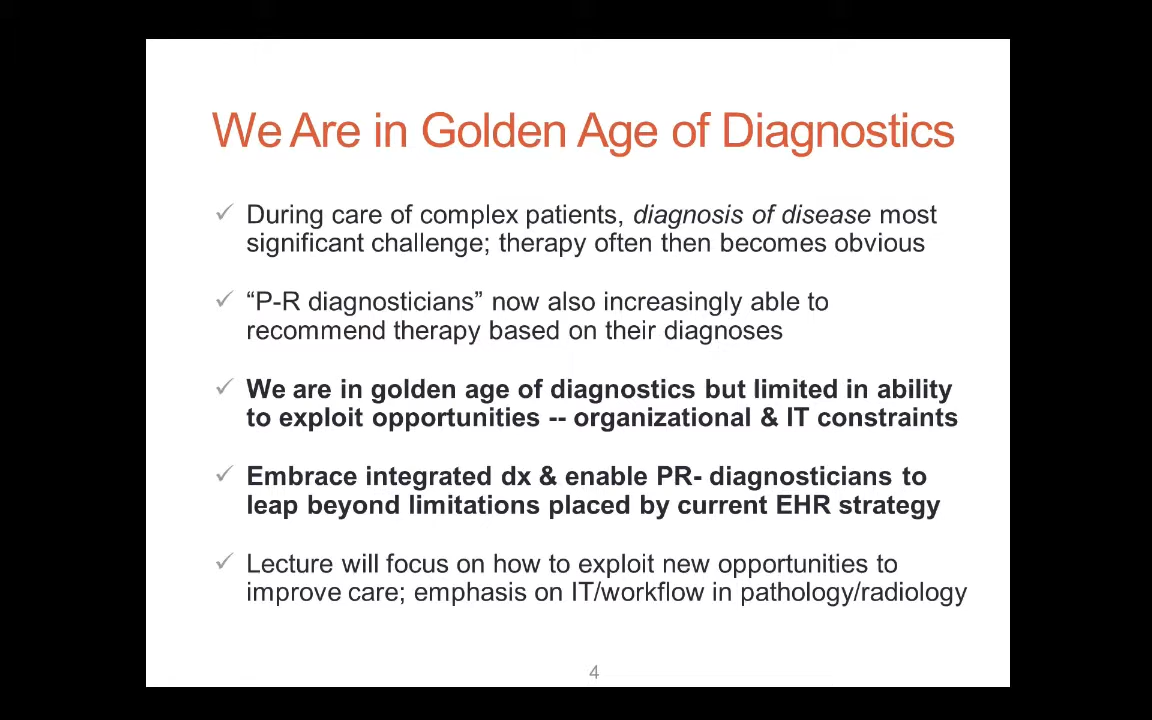 We Are in Golden Age of Diagnostics
✓ During care of complex patients, diagnosis of disease most
significant challenge; therapy often then becomes obvious
✓ “P-R diagnosticians” now also increasingly able to
recommend therapy based on their diagnoses
✓ We are in golden age of diagnostics but limited in ability
to exploit opportunities -- organizational & IT constraints
✓ Embrace integrated dx & enable PR- diagnosticians to
leap beyond limitations placed by current EHR strategy
✓ Lecture will focus on how to exploit new opportunities to
improve care; emphasis on IT/workflow in pathology/radiology
4